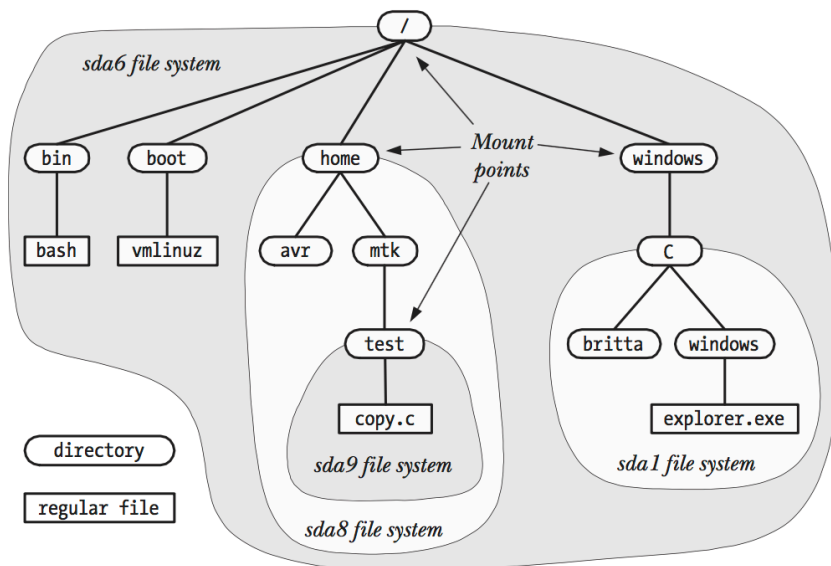 /
sda6 file system
Mount
points
bin
boot
home
windows
bash
vmlinuz
avr
mtk
C
test
britta
windows
copy.c
explorer.exe
directory
sda9 file system
sda1 file system
regular file
sda8 file system